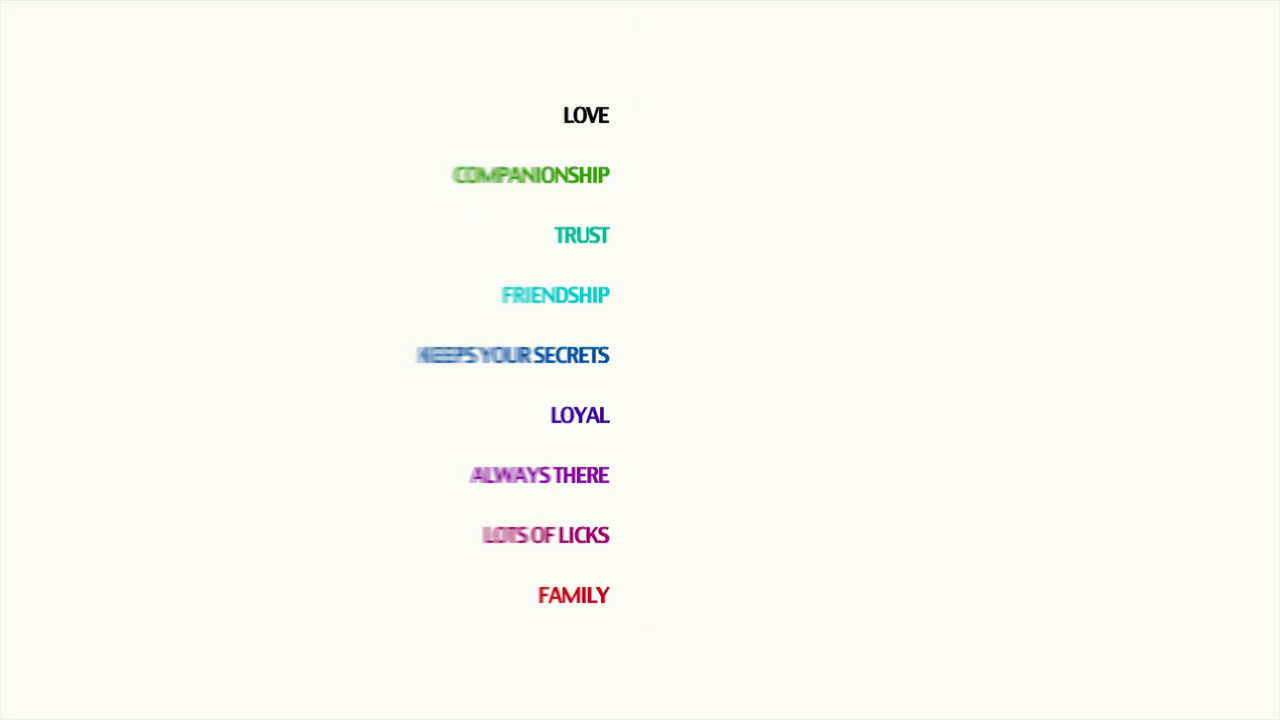 LOVE
COMPANIONSHIP
TRUST
FRIENDSHIP
KEEPS YOUR SECRETS
LOYAL
ALWAYS THERE
LOTS OF LICKS
FAMILY